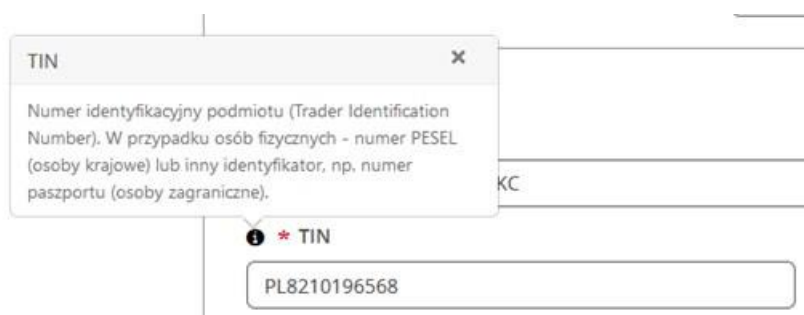 TIN
Numer identyfikacyjny podmiotu (Trader Identification
Number). W przypadku osób fizycznych - numer PESEL
(osoby krajowe) lub inny identyfikator, np. numer
paszportu (osoby zagraniczne).
KC
* TIN
PL8210196568